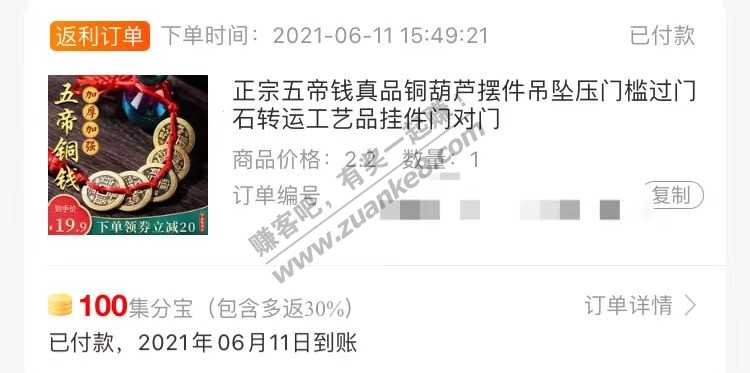 返利订单 下单时间：2021-06-11 15:49:21 已付款
五帝铜钱
加厚加强
到手价
¥19.9
下单领券立减20
正宗五帝钱真品铜葫芦摆件吊坠压门槛过门
石转运工艺品挂件门对门
商品价格：2.2 数量：1
订单编号 复制
赚客吧，有奖一起赚！
www.zuanke8.com
100集分宝（包含多返30%） 订单详情 >
已付款，2021年06月11日到账